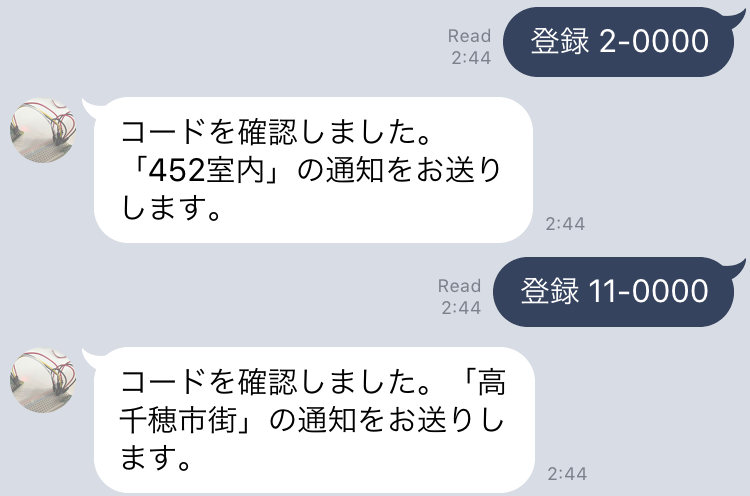 Read
2:44
登録 2-0000
コードを確認しました。
「452室内」の通知をお送り
します。
2:44
Read
2:44
登録 11-0000
コードを確認しました。「高
千穂市街」の通知をお送りし
ます。
2:44